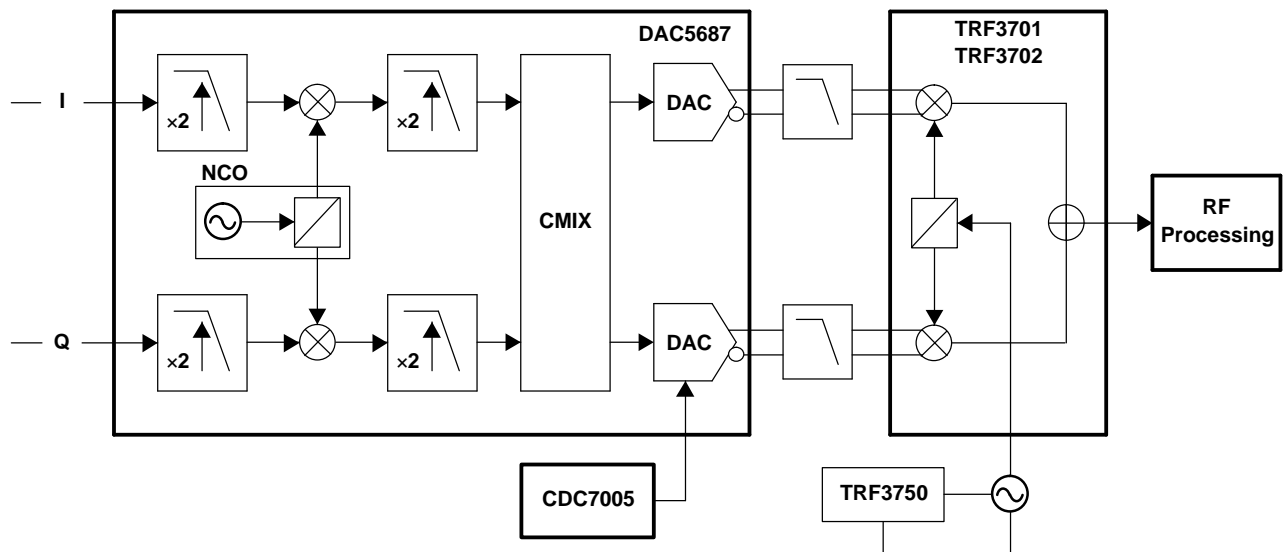 DAC5687
TRF3701
TRF3702
I
×2
×2
DAC
NCO
CMIX
RF
Processing
Q
×2
×2
DAC
CDC7005
TRF3750